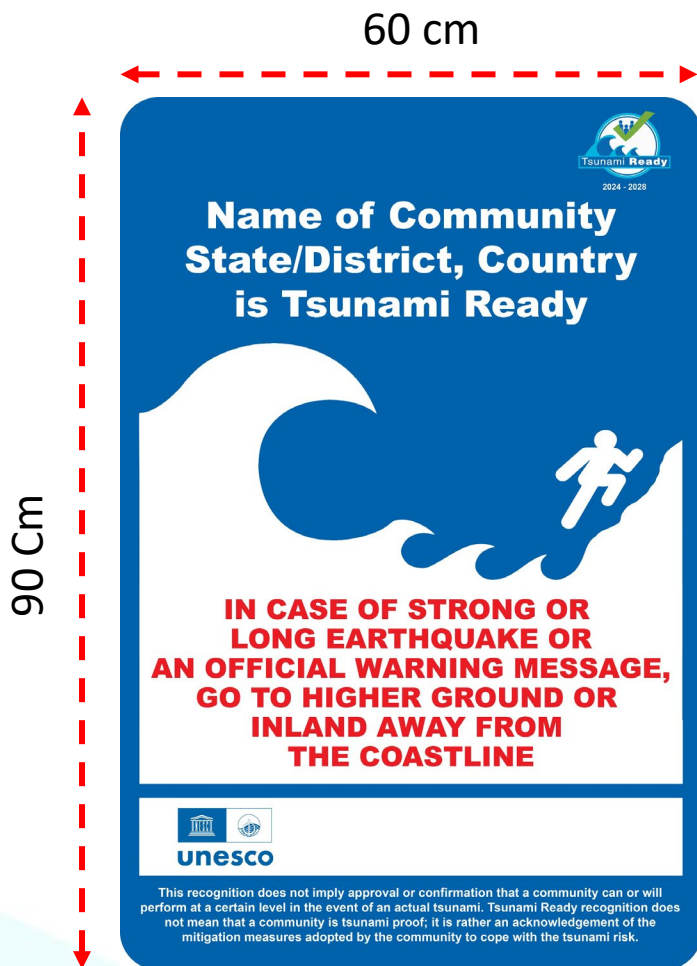 60 cm
90 Cm
Tsunami Ready
2024 - 2028
Name of Community
State/District, Country
is Tsunami Ready
IN CASE OF STRONG OR
LONG EARTHQUAKE OR
AN OFFICIAL WARNING MESSAGE,
GO TO HIGHER GROUND OR
INLAND AWAY FROM
THE COASTLINE
unesco
This recognition does not imply approval or confirmation that a community can or will
perform at a certain level in the event of an actual tsunami. Tsunami Ready recognition does
not mean that a community is tsunami proof; it is rather an acknowledgement of the
mitigation measures adopted by the community to cope with the tsunami risk.